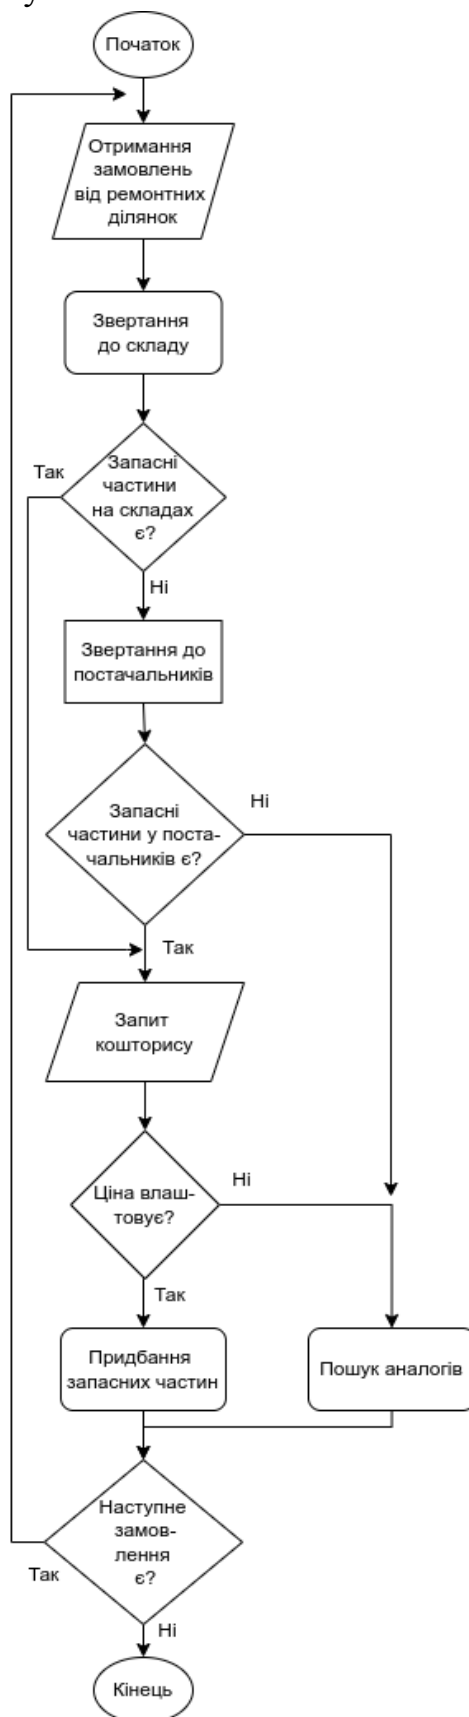 у
Початок
Отримання
замовлень
від ремонтних
ділянок
Звертання
до складу
Так
Запасні
частини
на складах
є?
Ні
Звертання до
постачальників
Ні
Запасні
частини у поста-
чальників є?
Так
Запит
кошторису
Ні
Ціна влаш-
товує?
Так
Придбання
запасних частин
Пошук аналогів
Наступне
замов-
лення
є?
Так
Ні
Кінець